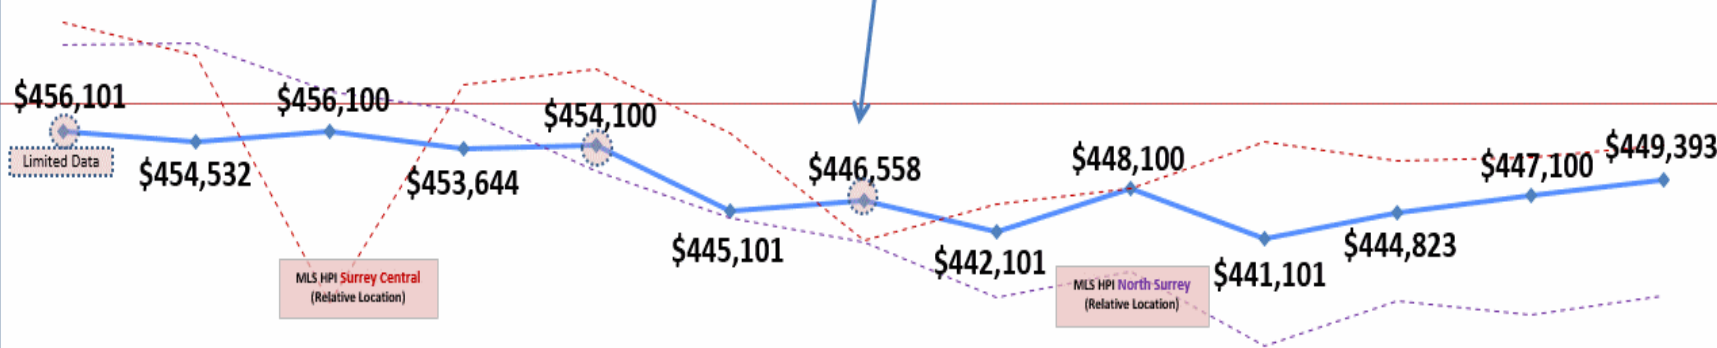 $456,101
Limited Data
$454,532
$456,100
$453,644
$454,100
$445,101
$446,558
$442,101
$448,100
$441,101
$444,823
$447,100
$449,393
MLS HPI Surrey Central
(Relative Location)
MLS HPI North Surrey
(Relative Location)